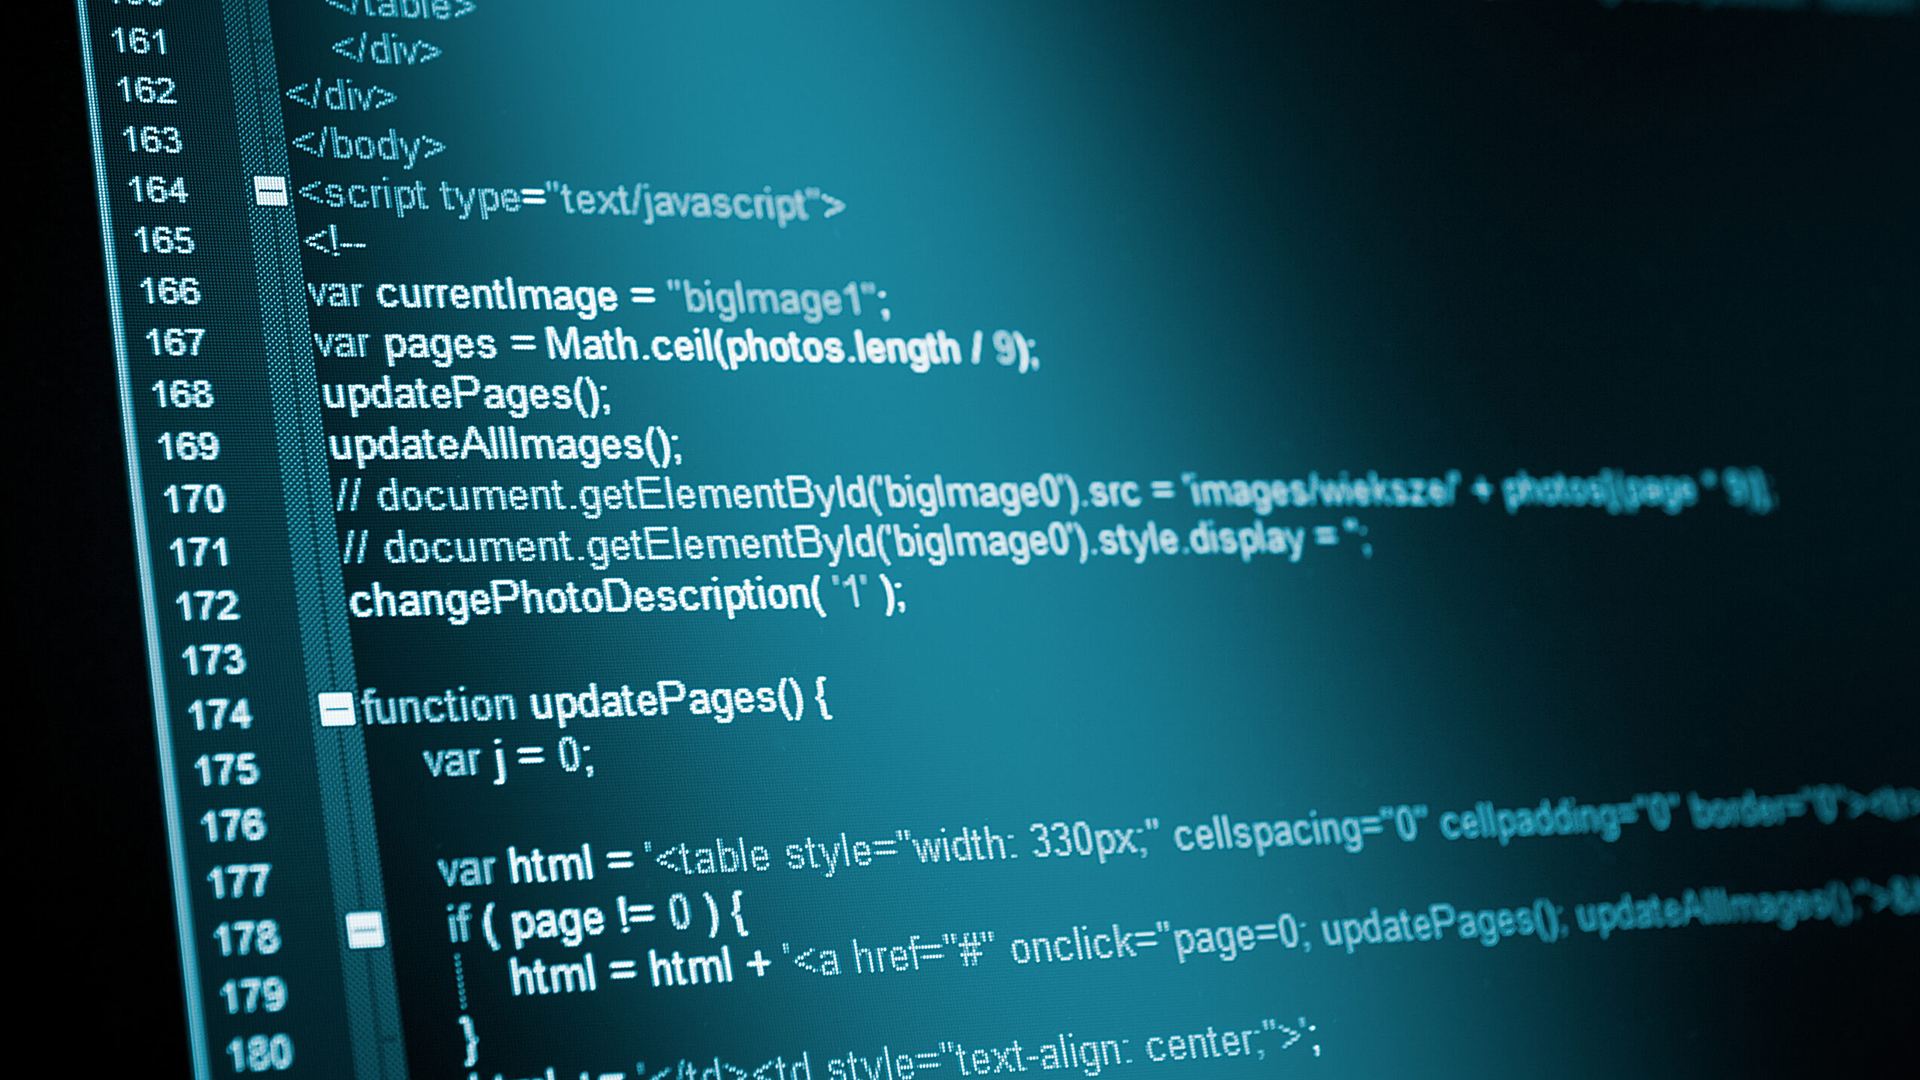 </table>
161 </div>
162 </div>
163 </body>
164 <script type="text/javascript">
165 <!--
166 var currentImage = "bigImage1";
167 var pages = Math.ceil(photos.length / 9);
168 updatePages();
169 updateAllImages();
170 // document.getElementById('bigImage0').src = 'images/wieksze/' + photos[(page * 9)];
171 // document.getElementById('bigImage0').style.display = '';
172 changePhotoDescription( '1' );
173
174 function updatePages() {
175 var j = 0;
176
177 var html = '<table style="width: 330px;" cellspacing="0" cellpadding="0" border="0"><tr>
178 if ( page != 0 ) {
179 html = html + '<a href="#" onclick="page=0; updatePages(); updateAllImages();">
180 }
'</td><td style="text-align: center;">';